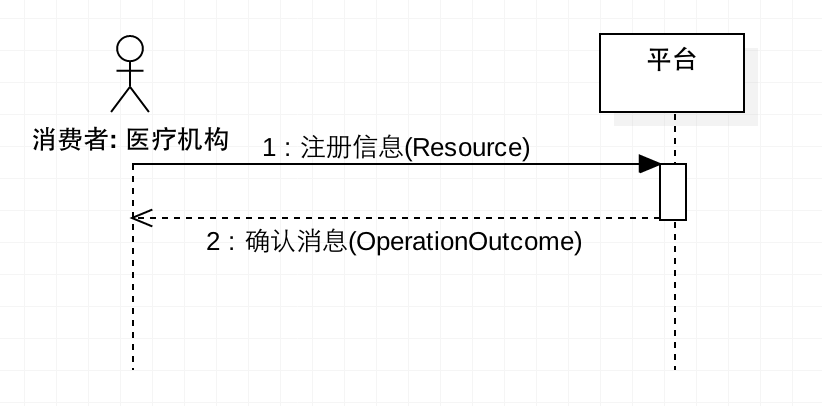 平台
消费者: 医疗机构
1 : 注册信息(Resource)
2 : 确认消息(OperationOutcome)